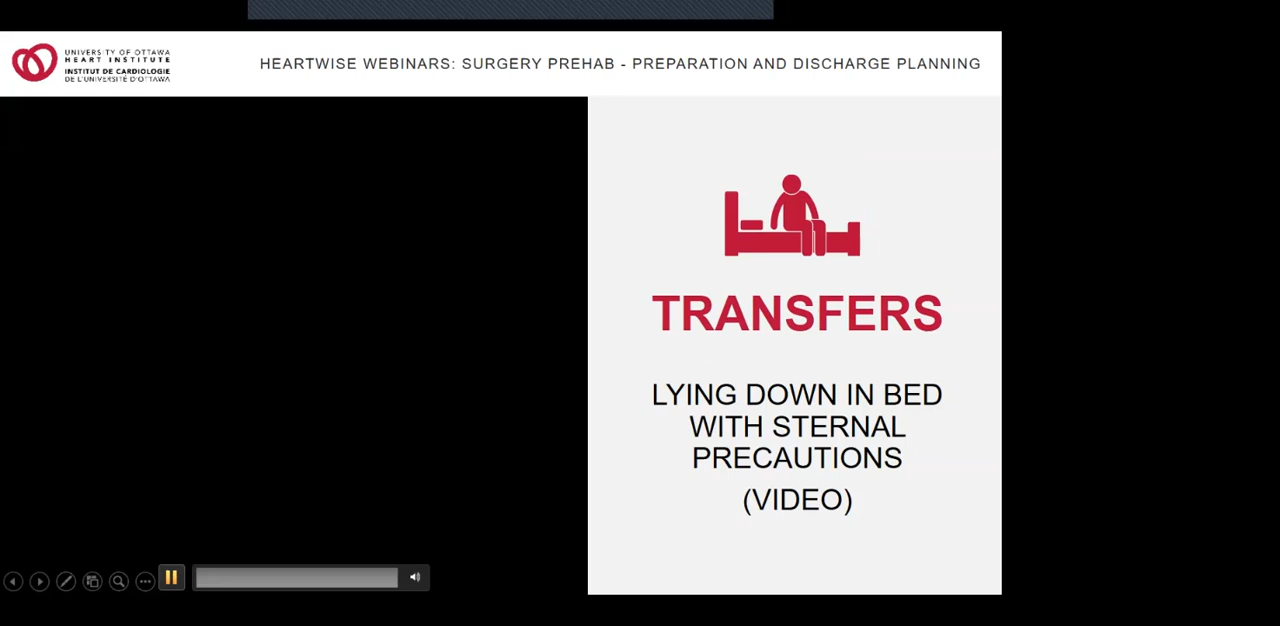 UNIVERSITY OF OTTAWA
HEART INSTITUTE
INSTITUT DE CARDIOLOGIE
DE L'UNIVERSITÉ D'OTTAWA
HEARTWISE WEBINARS: SURGERY PREHAB - PREPARATION AND DISCHARGE PLANNING
TRANSFERS
LYING DOWN IN BED
WITH STERNAL
PRECAUTIONS
(VIDEO)